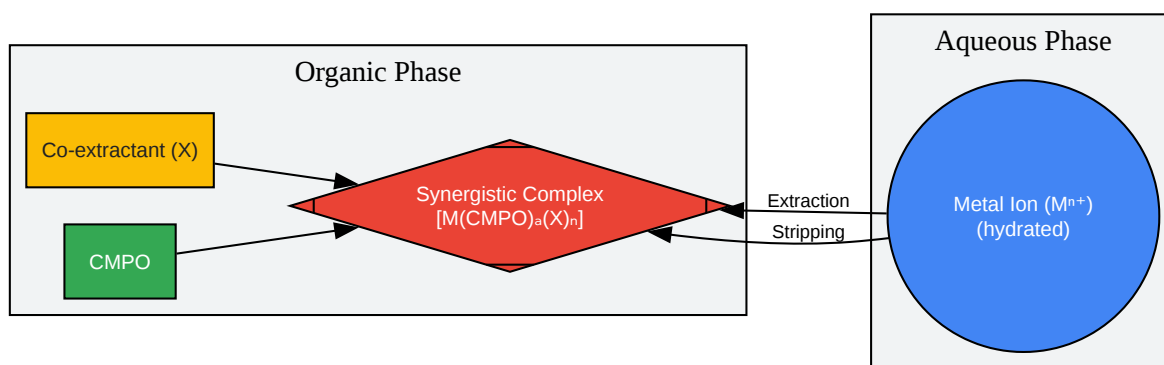 Organic Phase
Co-extractant (X)
CMPO
Synergistic Complex
[M(CMPO)ₐ(X)ₙ]
Extraction
Stripping
Aqueous Phase
Metal Ion (Mⁿ⁺)
(hydrated)